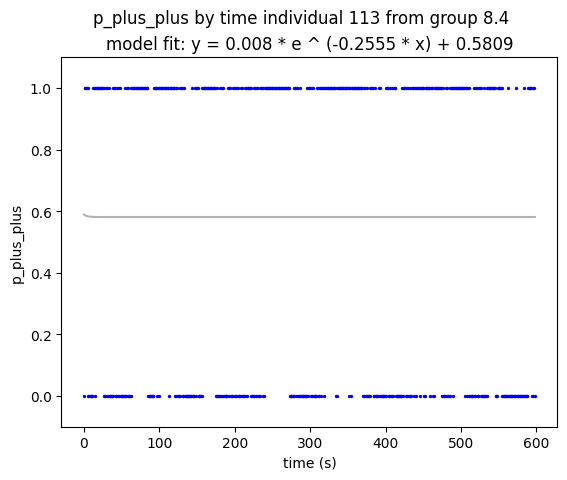 p_plus_plus by time individual 113 from group 8.4
model fit: y = 0.008 * e ^ (-0.2555 * x) + 0.5809
1.0
0.8
0.6
0.4
0.2
0.0
p_plus_plus
0 100 200 300 400 500 600
time (s)